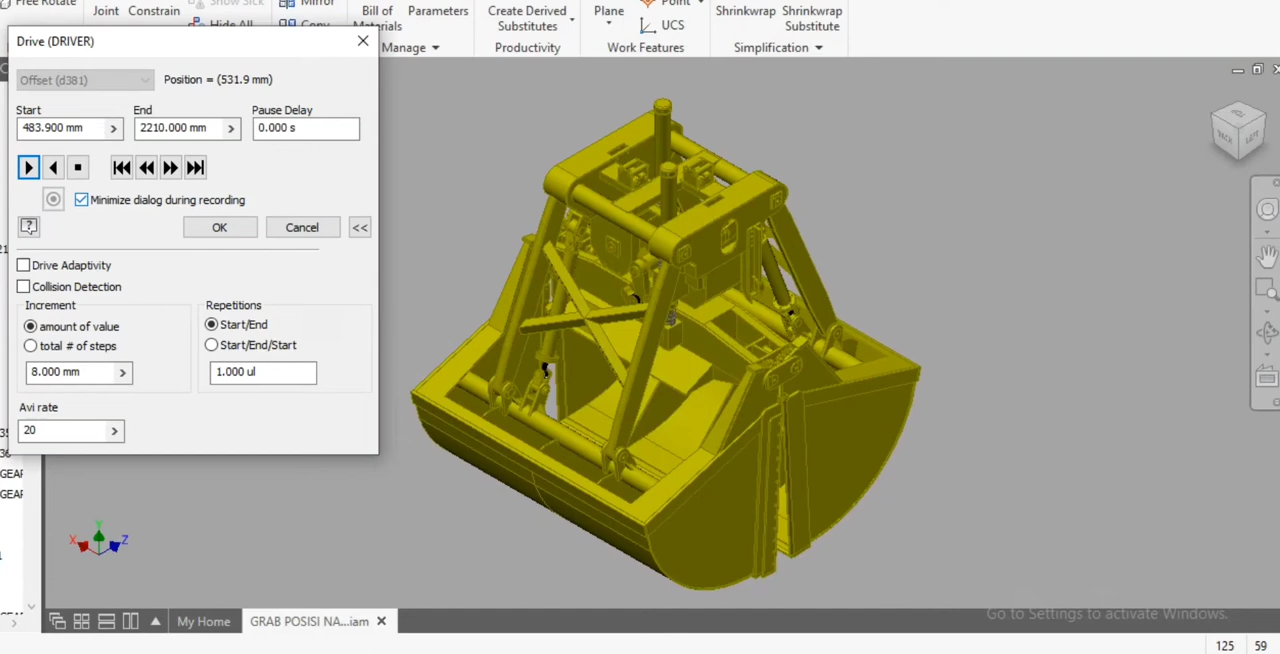 Free Rotate
Show Sick
Mirror
Point
Joint Constrain
Hide All
Copy
Bill of Materials
Parameters
Create Derived Substitutes
Plane
UCS
Shrinkwrap
Shrinkwrap Substitute
Manage
Productivity
Work Features
Simplification
Drive (DRIVER)
Offset (d381)
Position = (531.9 mm)
Start
End
Pause Delay
483.900 mm
2210.000 mm
0.000 s
Minimize dialog during recording
OK
Cancel
<<
Drive Adaptivity
Collision Detection
Increment
Repetitions
amount of value
Start/End
total # of steps
Start/End/Start
8.000 mm
1.000 ul
Avi rate
20
GEAR
GEAR
BACK
LEFT
X
Y
Z
Go to Settings to activate Windows.
My Home
GRAB POSISI NA...iam
125
59